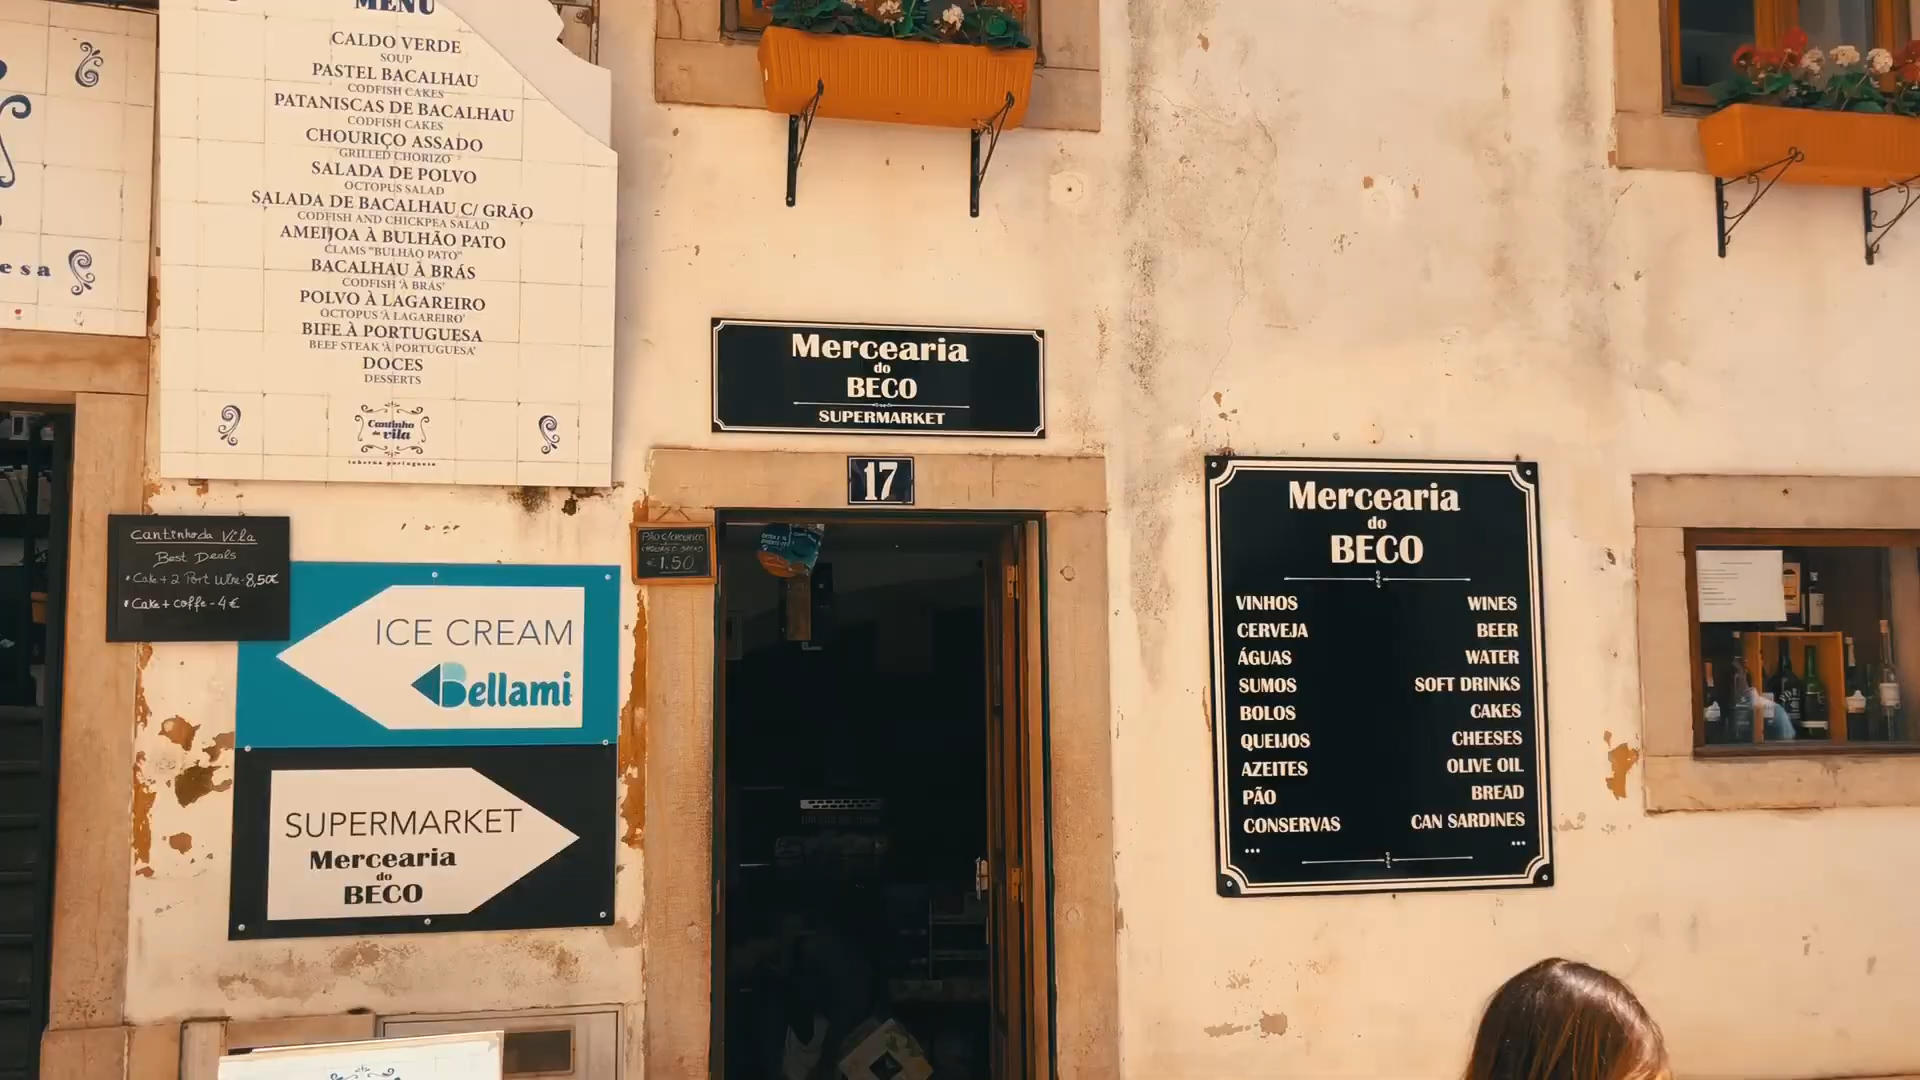 MENU
CALDO VERDE
SOUP
PASTEL BACALHAU
CODFISH CAKES
PATANISCAS DE BACALHAU
CODFISH CAKES
CHOURIÇO ASSADO
GRILLED CHORIZO
SALADA DE POLVO
OCTOPUS SALAD
SALADA DE BACALHAU C/ GRÃO
CODFISH AND CHICKPEA SALAD
AMEIJOA À BULHÃO PATO
CLAMS "BULHÃO PATO"
BACALHAU À BRÁS
CODFISH 'À BRÁS'
POLVO À LAGAREIRO
OCTOPUS 'À LAGAREIRO'
BIFE À PORTUGUESA
BEEF STEAK 'À PORTUGUESA'
DOCES
DESSERTS
Cantinho
da vila
taberna portuguesa
esa
Cantinho da Vila
Best Deals
• Cake + 2 Port Wine - 8,50€
• Cake + coffe - 4 €
ICE CREAM
Bellami
SUPERMARKET
Mercearia
do
BECO
Mercearia
do
BECO
SUPERMARKET
17
PÃO C/CHOURIÇO
€ 1.50
Mercearia
do
BECO
VINHOS WINES
CERVEJA BEER
ÁGUAS WATER
SUMOS SOFT DRINKS
BOLOS CAKES
QUEIJOS CHEESES
AZEITES OLIVE OIL
PÃO BREAD
CONSERVAS CAN SARDINES
... ...